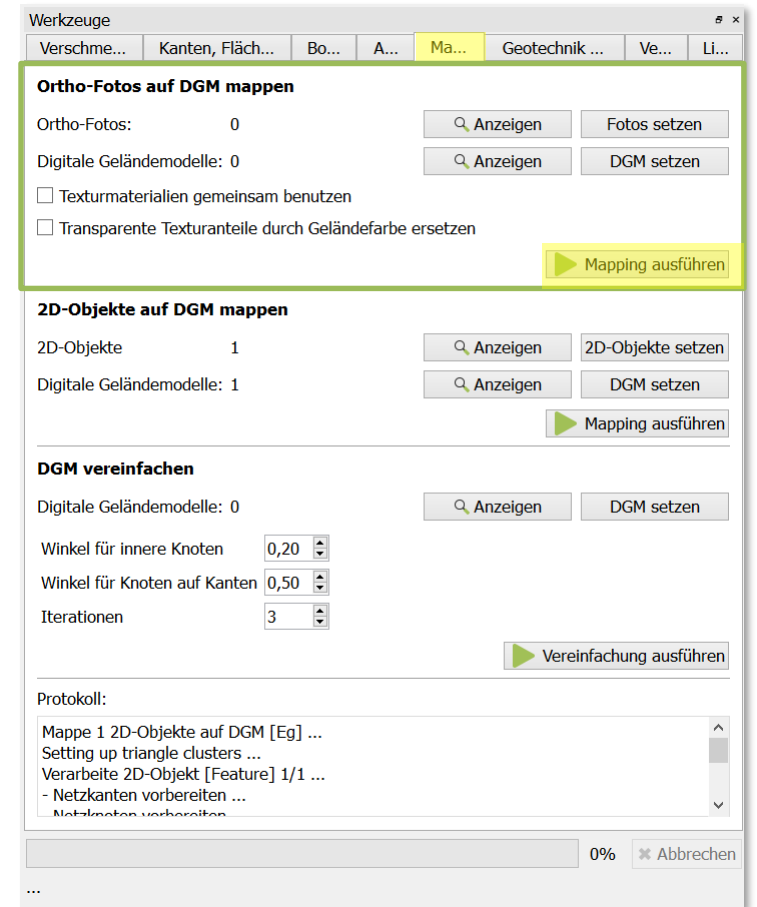 Werkzeuge
Verschme... Kanten, Fläch... Bo... A... Ma... Geotechnik ... Ve... Li...
Ortho-Fotos auf DGM mappen
Ortho-Fotos: 0 Anzeigen Fotos setzen
Digitale Geländemodelle: 0 Anzeigen DGM setzen
Texturmaterialien gemeinsam benutzen
Transparente Texturanteile durch Geländefarbe ersetzen
Mapping ausführen
2D-Objekte auf DGM mappen
2D-Objekte 1 Anzeigen 2D-Objekte setzen
Digitale Geländemodelle: 1 Anzeigen DGM setzen
Mapping ausführen
DGM vereinfachen
Digitale Geländemodelle: 0 Anzeigen DGM setzen
Winkel für innere Knoten 0,20
Winkel für Knoten auf Kanten 0,50
Iterationen 3
Vereinfachung ausführen
Protokoll:
Mappe 1 2D-Objekte auf DGM [Eg] ...
Setting up triangle clusters ...
Verarbeite 2D-Objekt [Feature] 1/1 ...
- Netzkanten vorbereiten ...
0% Abbrechen
...